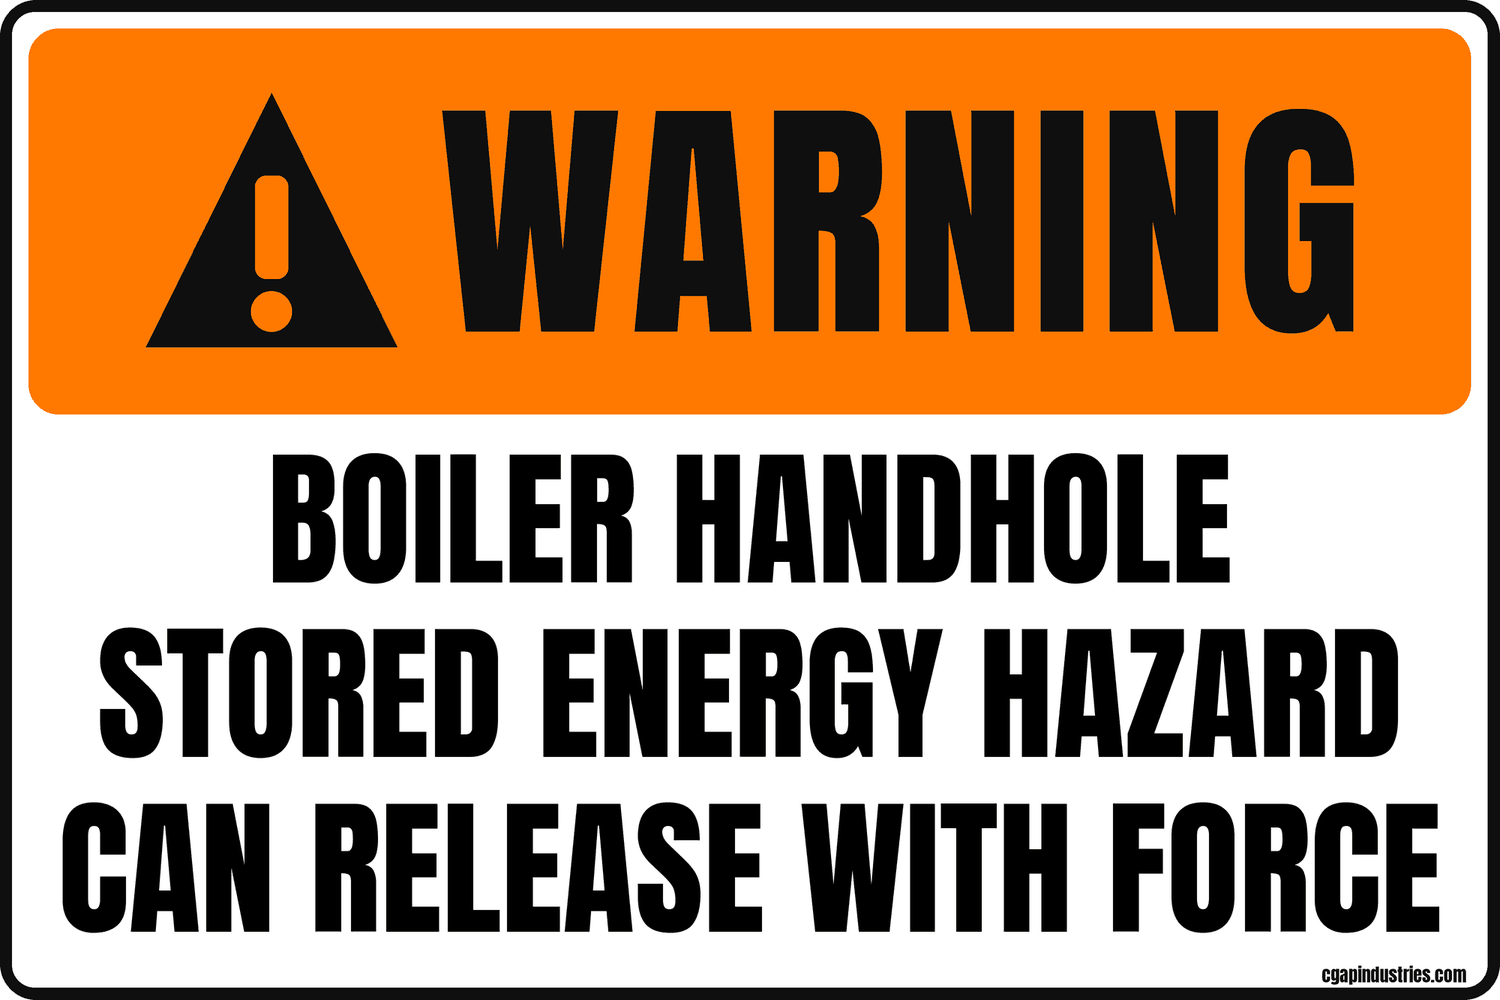 WARNING
BOILER HANDHOLE
STORED ENERGY HAZARD
CAN RELEASE WITH FORCE
cgapindustries.com